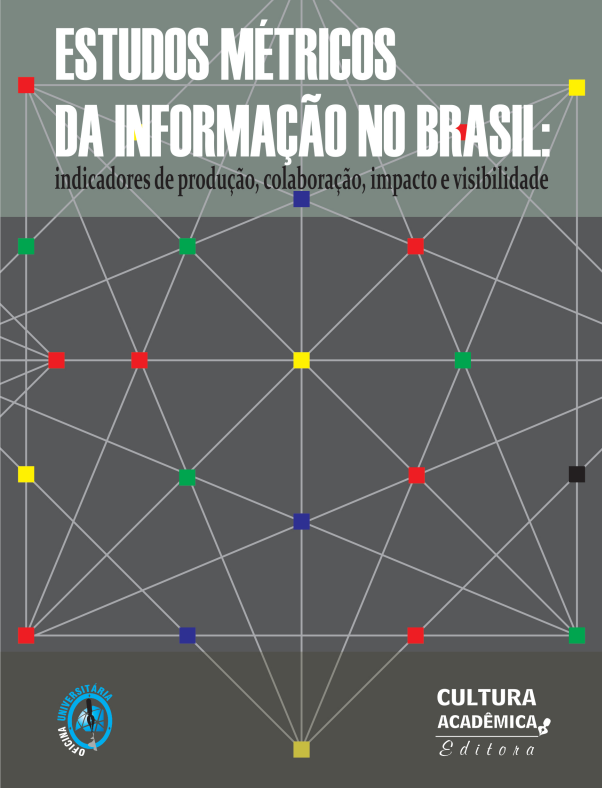 ESTUDOS MÉTRICOS
DA INFORMAÇÃO NO BRASIL:
indicadores de produção, colaboração, impacto e visibilidade
OFICINA UNIVERSITÁRIA
CULTURA
ACADÊMICA
Editora